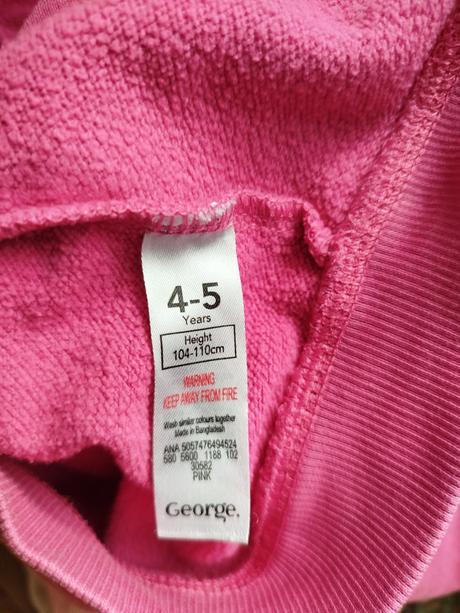 4-5
Years
Height
104-110cm
WARNING
KEEP AWAY FROM FIRE
Wash similar colours together
Made in Bangladesh
ANA 5057476494524
580 5600 1188 102
30582
PINK
George.